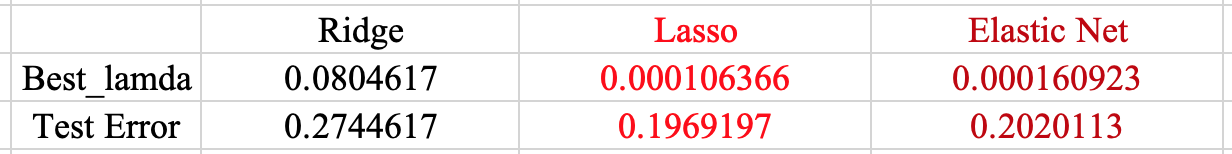 Ridge Lasso Elastic Net
Best_lamda 0.0804617 0.000106366 0.000160923
Test Error 0.2744617 0.1969197 0.2020113